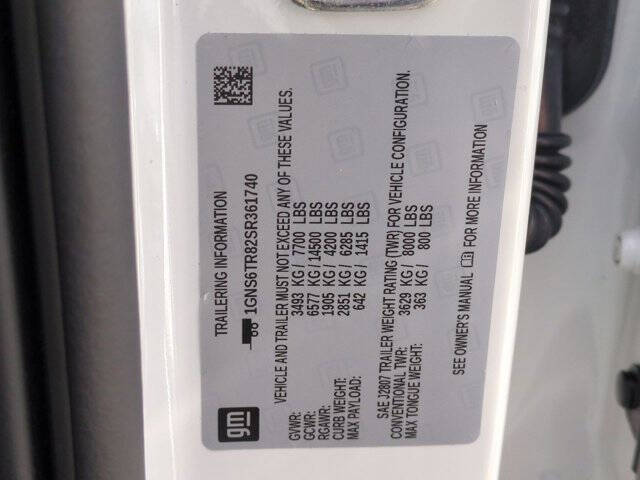 gm
TRAILERING INFORMATION
1GNS6TR82SR361740
VEHICLE AND TRAILER MUST NOT EXCEED ANY OF THESE VALUES.
GVWR: 3493 KG / 7700 LBS
GCWR: 6577 KG / 14500 LBS
RGAWR: 1905 KG / 4200 LBS
CURB WEIGHT: 2851 KG / 6285 LBS
MAX PAYLOAD: 642 KG / 1415 LBS
SAE J2807 TRAILER WEIGHT RATING (TWR) FOR VEHICLE CONFIGURATION.
CONVENTIONAL TWR: 3629 KG / 8000 LBS
MAX TONGUE WEIGHT: 363 KG / 800 LBS
SEE OWNER'S MANUAL FOR MORE INFORMATION